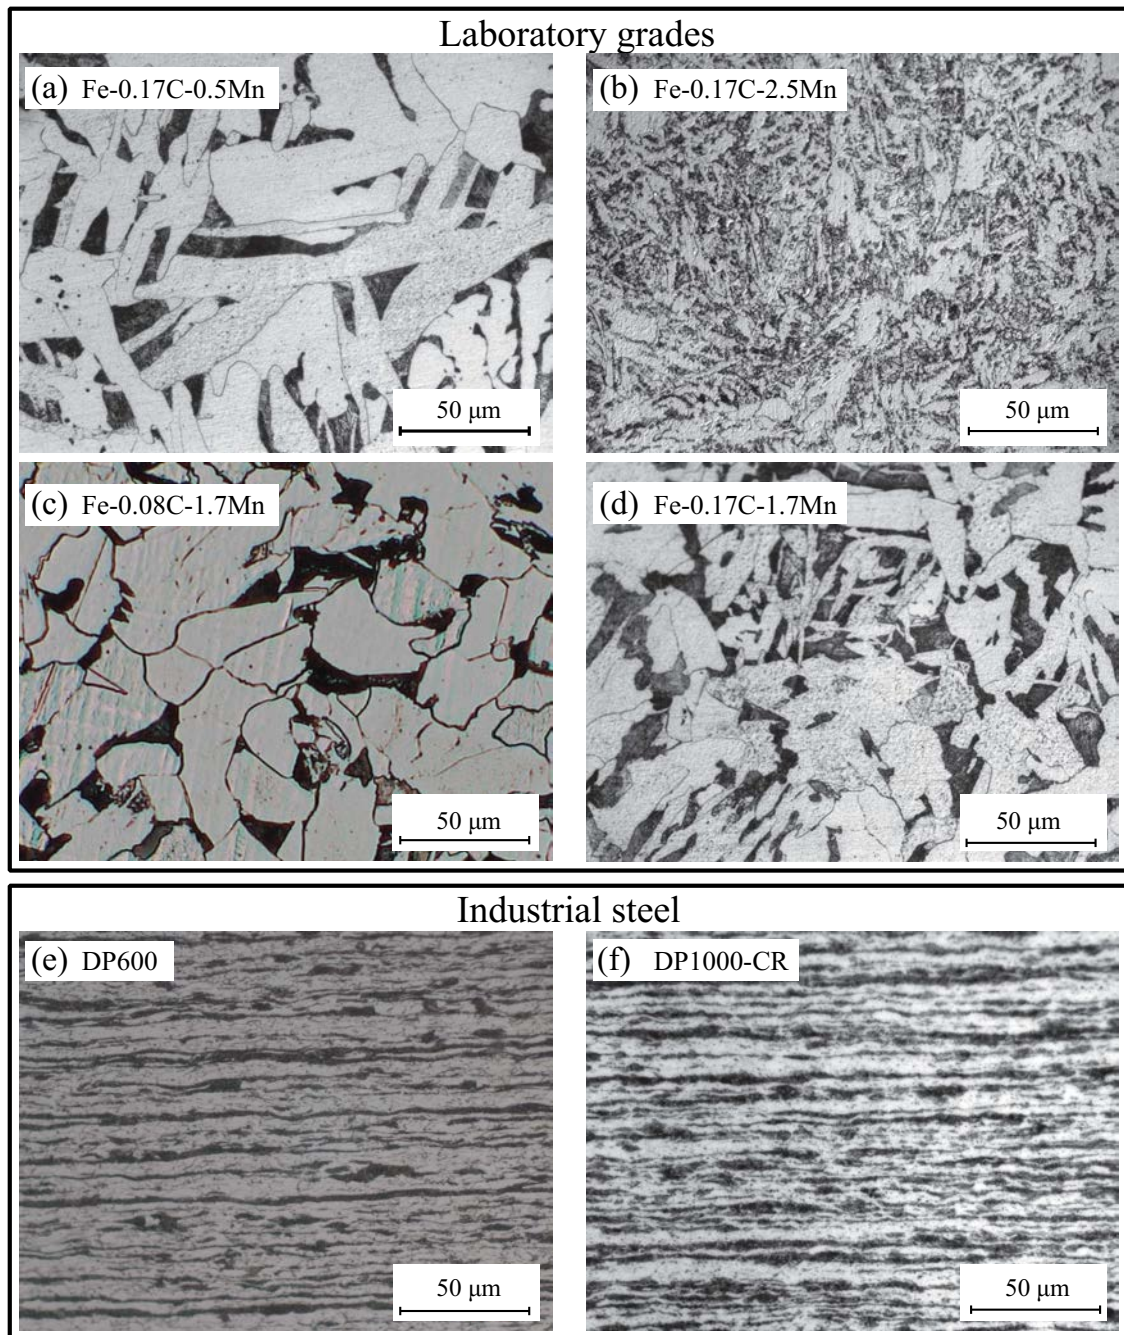 Laboratory grades
(a) Fe-0.17C-0.5Mn
(b) Fe-0.17C-2.5Mn
50 μm
50 μm
(c) Fe-0.08C-1.7Mn
(d) Fe-0.17C-1.7Mn
50 μm
50 μm
Industrial steel
(e) DP600
(f) DP1000-CR
50 μm
50 μm